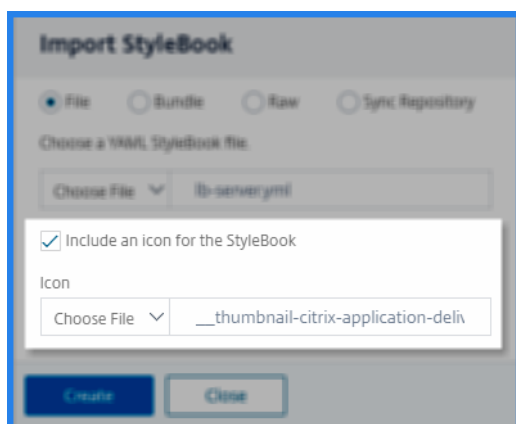 Import StyleBook
File Bundle Raw Sync Repository
Choose a YAML StyleBook file.
Choose File lb-server.yml
Include an icon for the StyleBook
Icon
Choose File __thumbnail-citrix-application-deliv
Create Close